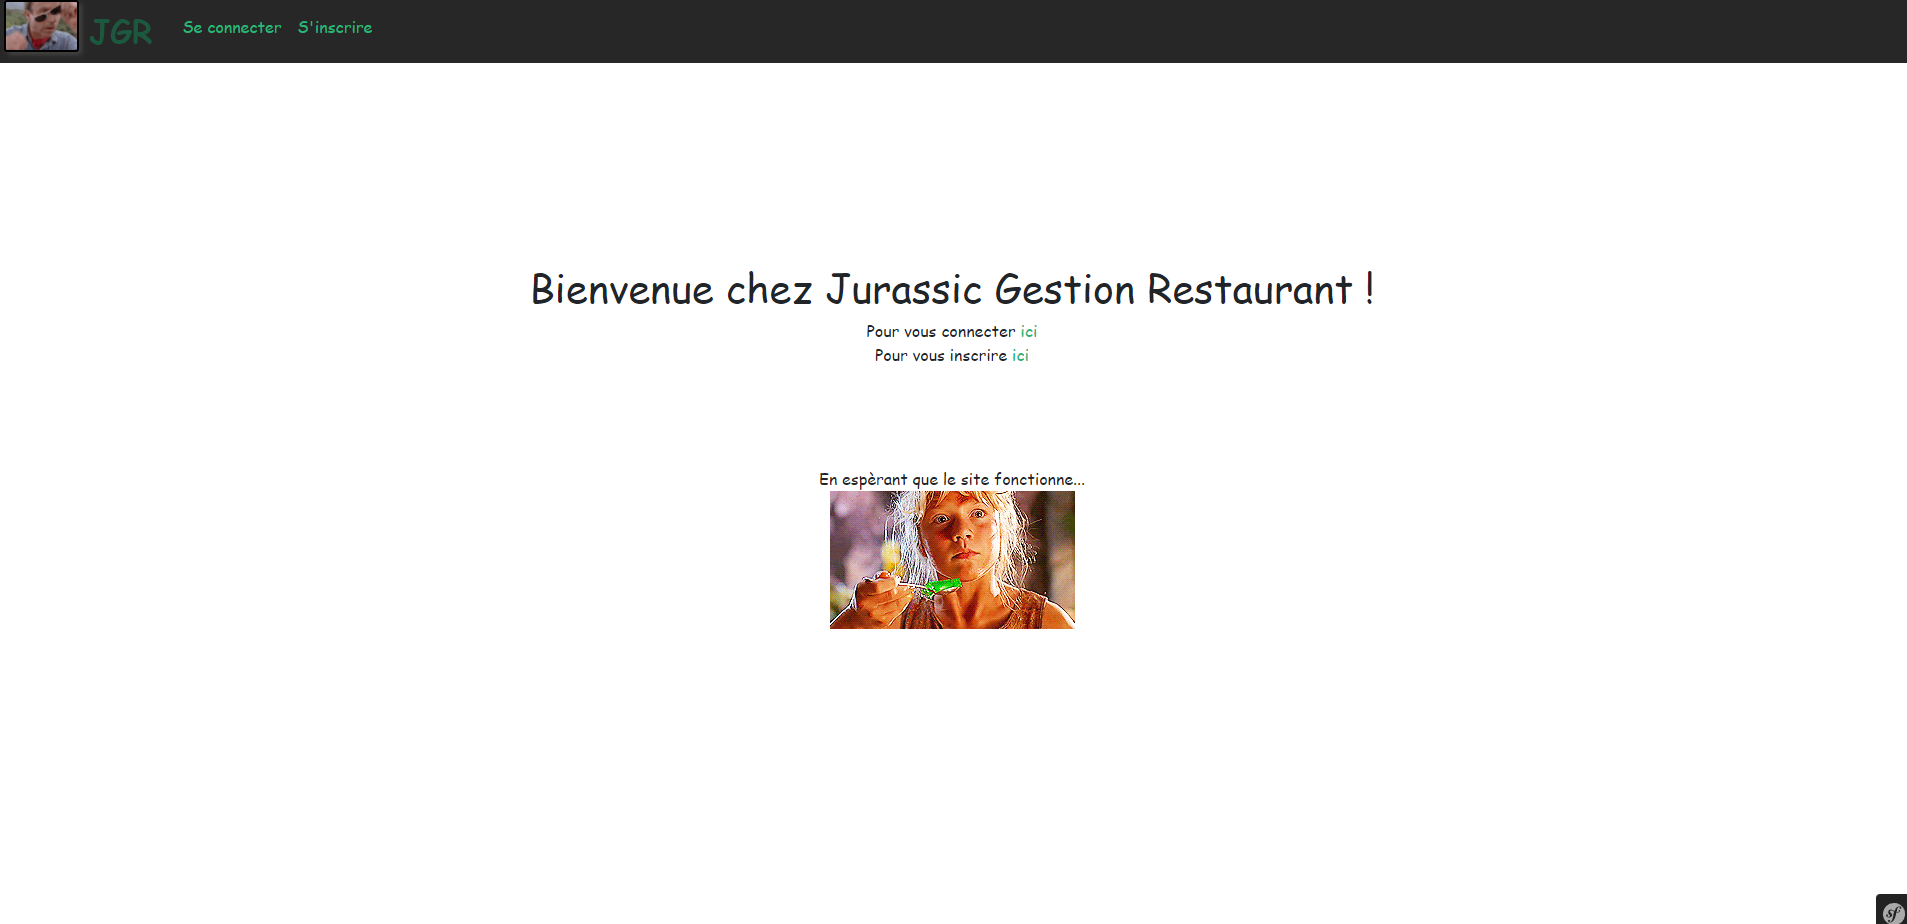 JGR Se connecter S'inscrire
Bienvenue chez Jurassic Gestion Restaurant !
Pour vous connecter ici
Pour vous inscrire ici
En espèrant que le site fonctionne...
sf